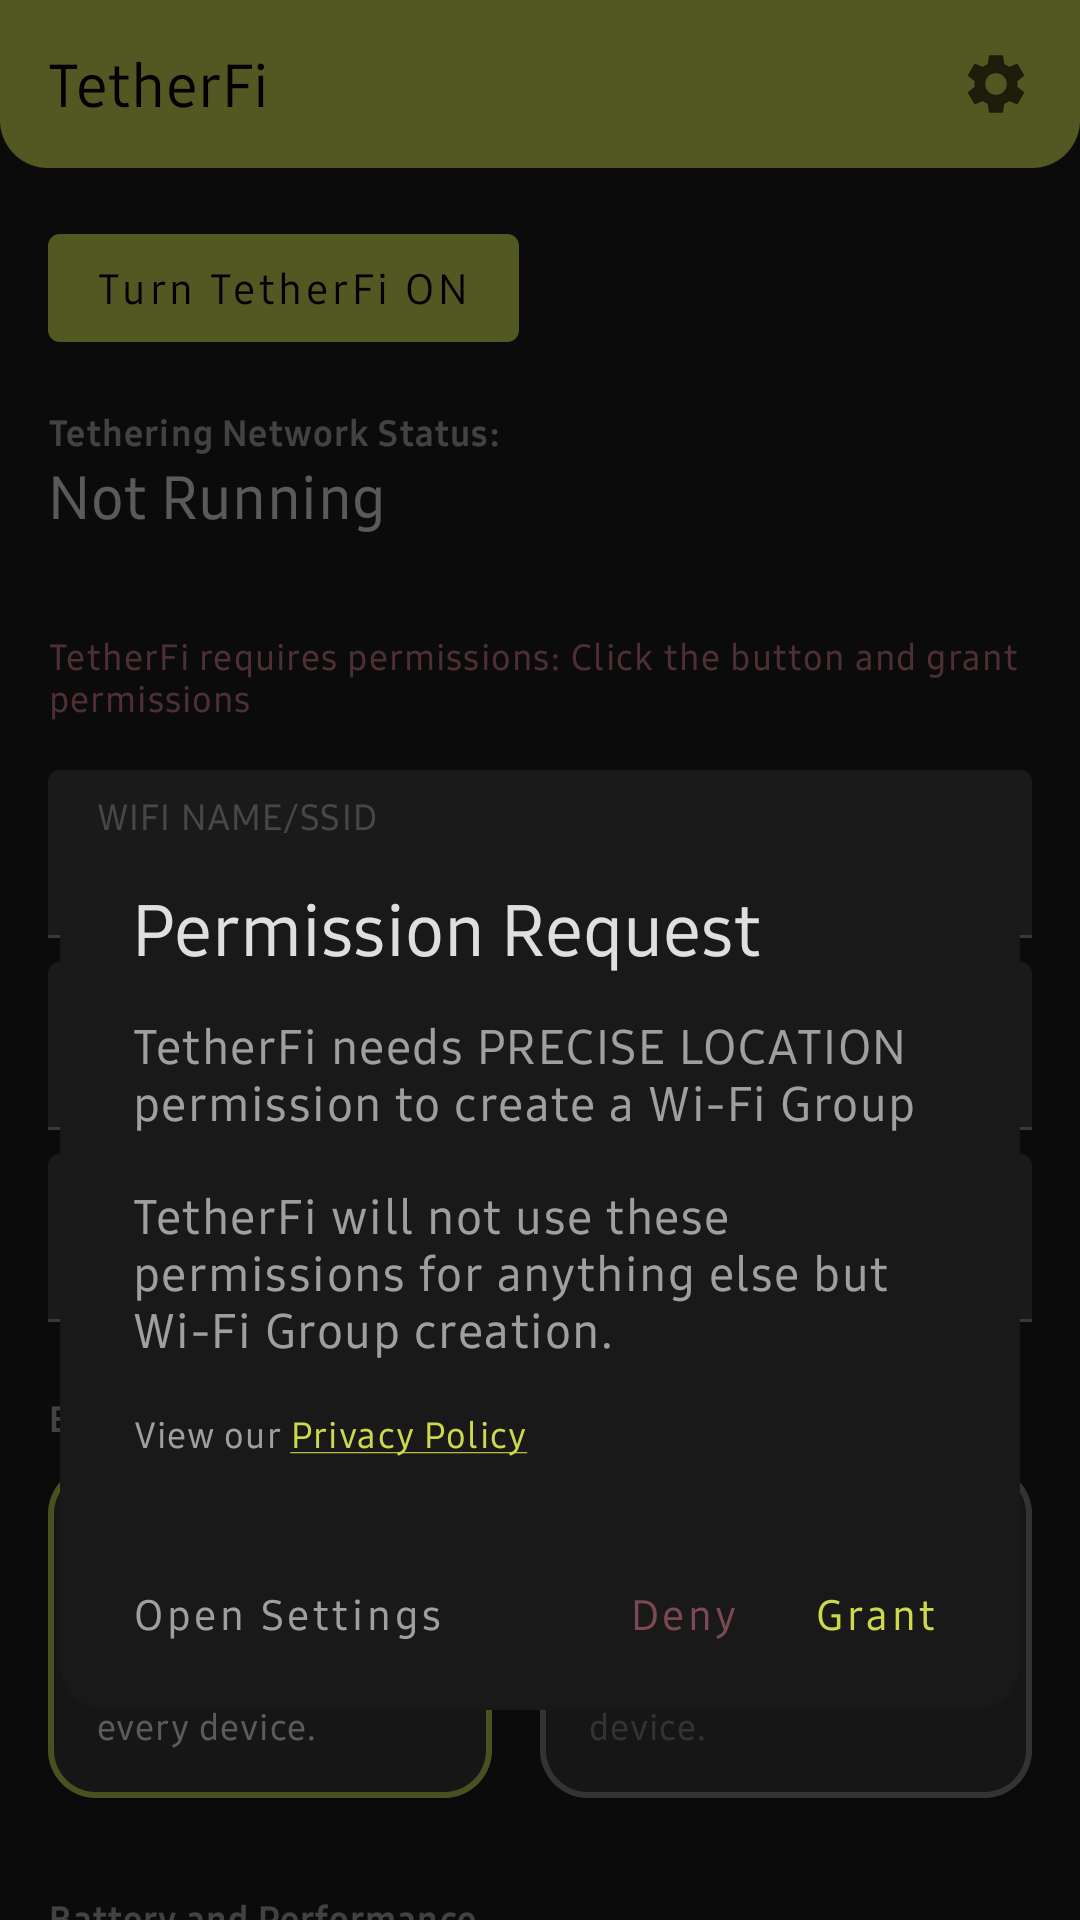 TetherFi
Turn TetherFi ON
Tethering Network Status:
Not Running
TetherFi requires permissions: Click the button and grant
permissions
WIFI NAME/SSID
Permission Request
TetherFi needs PRECISE LOCATION
permission to create a Wi-Fi Group
TetherFi will not use these
permissions for anything else but
Wi-Fi Group creation.
View our Privacy Policy
Open Settings
Deny
Grant
every device.
device.
Battery and Performance